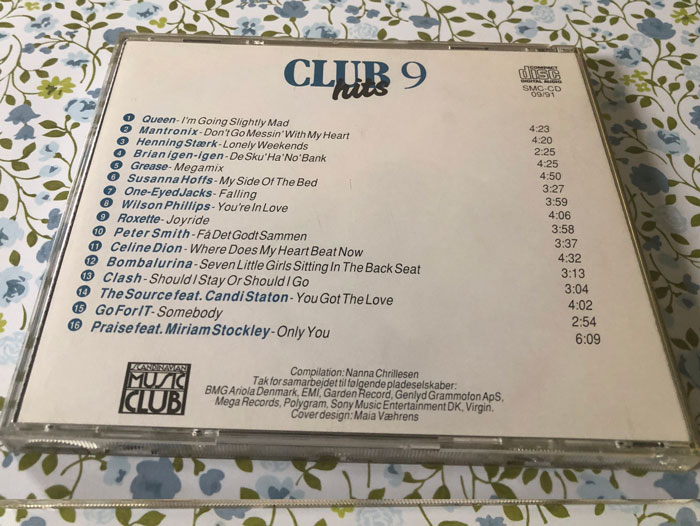 CLUB 9
hits
COMPACT
disc
DIGITAL AUDIO
SMC-CD
09/91
1 Queen - I'm Going Slightly Mad 4:23
2 Mantronix - Don't Go Messin' With My Heart 4:20
3 Henning Stærk - Lonely Weekends 2:25
4 Brian igen-igen - De Sku' Ha' No' Bank 4:25
5 Grease - Megamix 4:50
6 Susanna Hoffs - My Side Of The Bed 3:27
7 One-Eyed Jacks - Falling 3:59
8 Wilson Phillips - You're In Love 4:06
9 Roxette - Joyride 3:58
10 Peter Smith - Få Det Godt Sammen 3:37
11 Celine Dion - Where Does My Heart Beat Now 4:32
12 Bombalurina - Seven Little Girls Sitting In The Back Seat 3:13
13 Clash - Should I Stay Or Should I Go 3:04
14 The Source feat. Candi Staton - You Got The Love 4:02
15 Go For IT - Somebody 2:54
16 Praise feat. Miriam Stockley - Only You 6:09
SCANDINAVIAN
MUSIC
CLUB
Compilation: Nanna Chrillesen
Tak for samarbejdet til følgende pladeselskaber:
BMG Ariola Denmark, EMI, Garden Record, Genlyd Grammofon ApS,
Mega Records, Polygram, Sony Music Entertainment DK, Virgin.
Cover design: Maia Væhrens